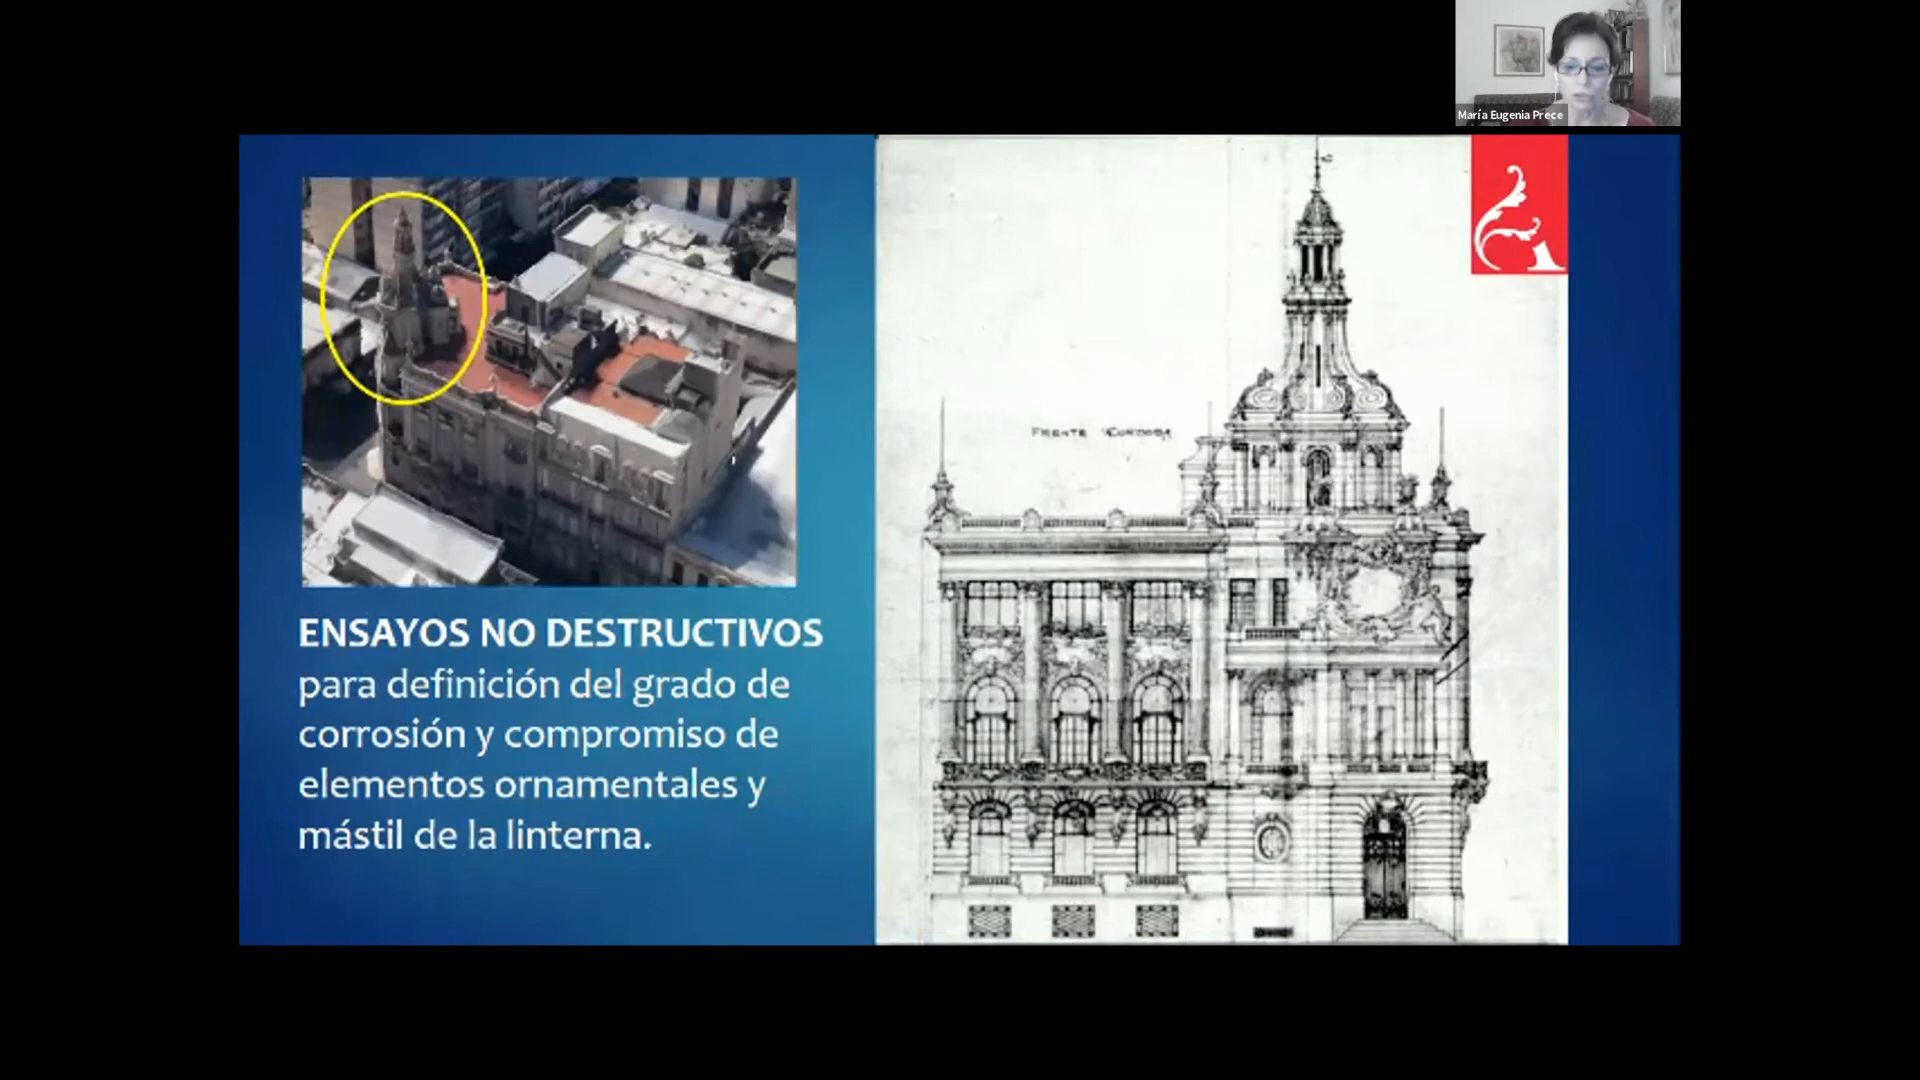 María Eugenia Prece
FRENTE CORDOBA
ENSAYOS NO DESTRUCTIVOS
para definición del grado de
corrosión y compromiso de
elementos ornamentales y
mástil de la linterna.